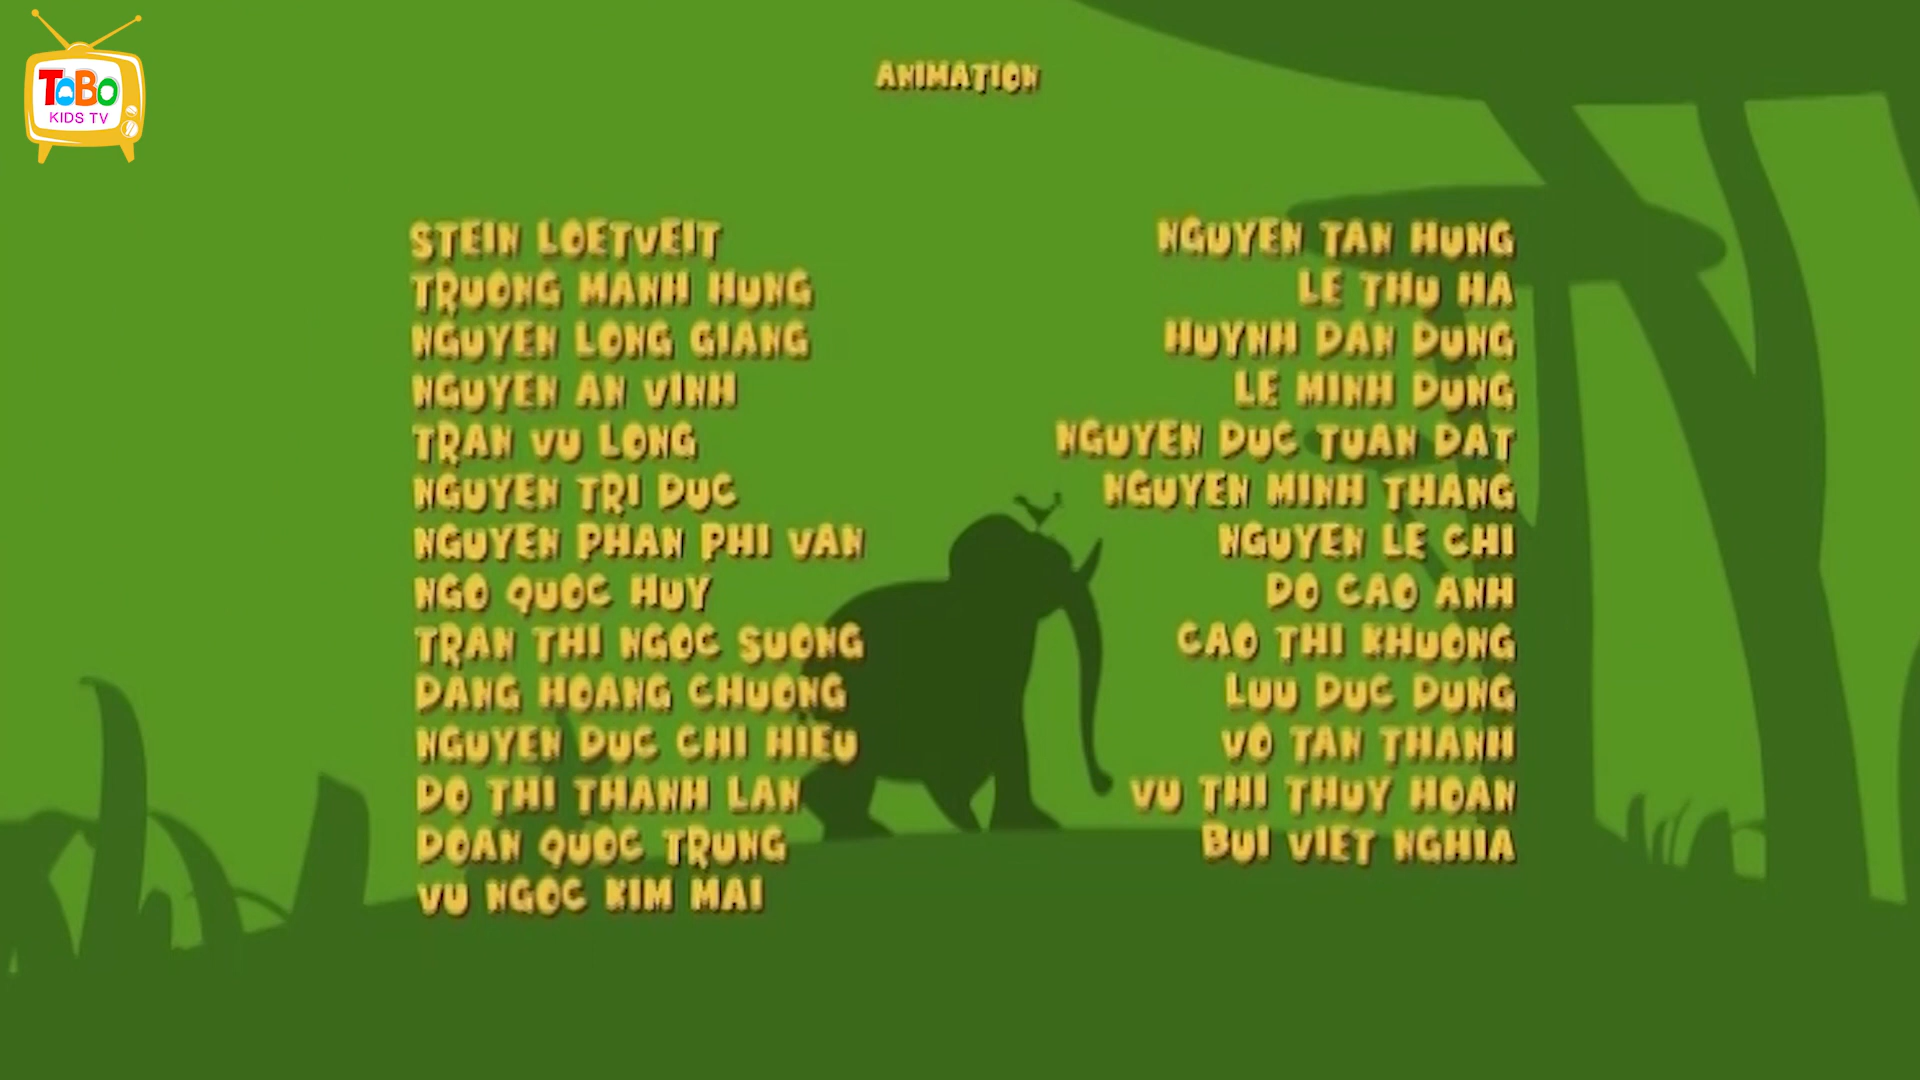 ToBo
KIDS TV
ANIMATION
STEIN LOETVEIT
TRUONG MANH HUNG
NGUYEN LONG GIANG
NGUYEN AN VINH
TRAN VU LONG
NGUYEN TRI DUC
NGUYEN PHAN PHI VAN
NGO QUOC HUY
TRAN THI NGOC SUONG
DANG HOANG CHUONG
NGUYEN DUC CHI HIEU
DO THI THANH LAN
DOAN QUOC TRUNG
VU NGOC KIM MAI
NGUYEN TAN HUNG
LE THU HA
HUYNH DAN DUNG
LE MINH DUNG
NGUYEN DUC TUAN DAT
NGUYEN MINH THANG
NGUYEN LE CHI
DO CAO ANH
CAO THI KHUONG
LUU DUC DUNG
VO TAN THANH
VU THI THUY HOAN
BUI VIET NGHIA